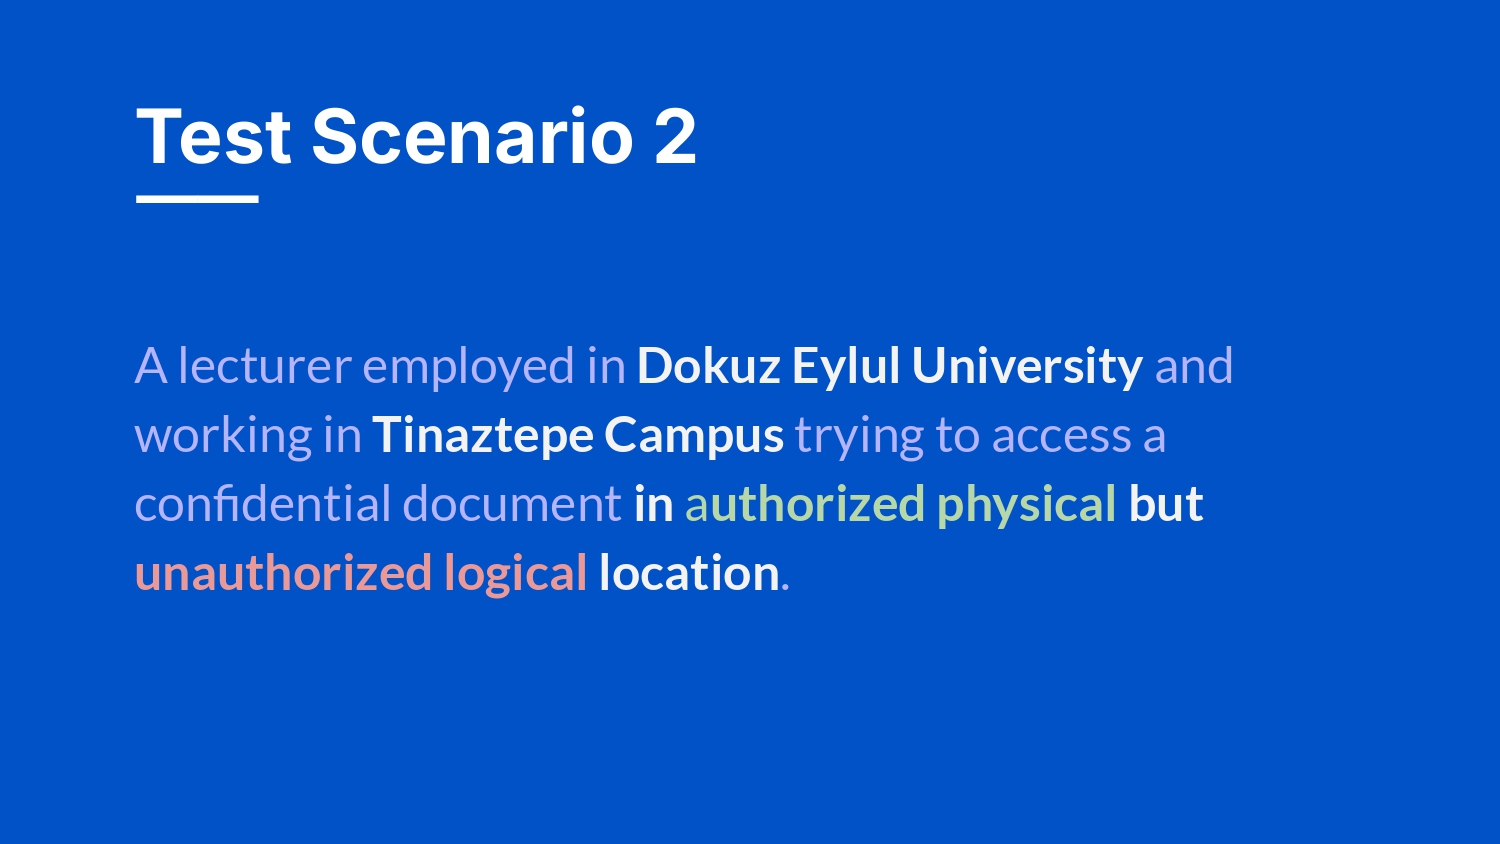 Test Scenario 2
A lecturer employed in Dokuz Eylul University and
working in Tinaztepe Campus trying to access a
confidential document in authorized physical but
unauthorized logical location.